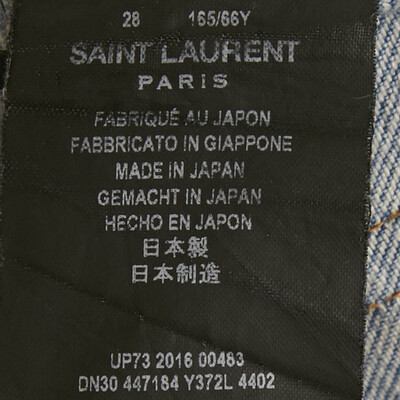 28 165/66Y
SAINT LAURENT
PARIS
FABRIQUÉ AU JAPON
FABBRICATO IN GIAPPONE
MADE IN JAPAN
GEMACHT IN JAPAN
HECHO EN JAPON
日本製
日本制造
UP73 2016 00483
DN30 447184 Y372L 4402